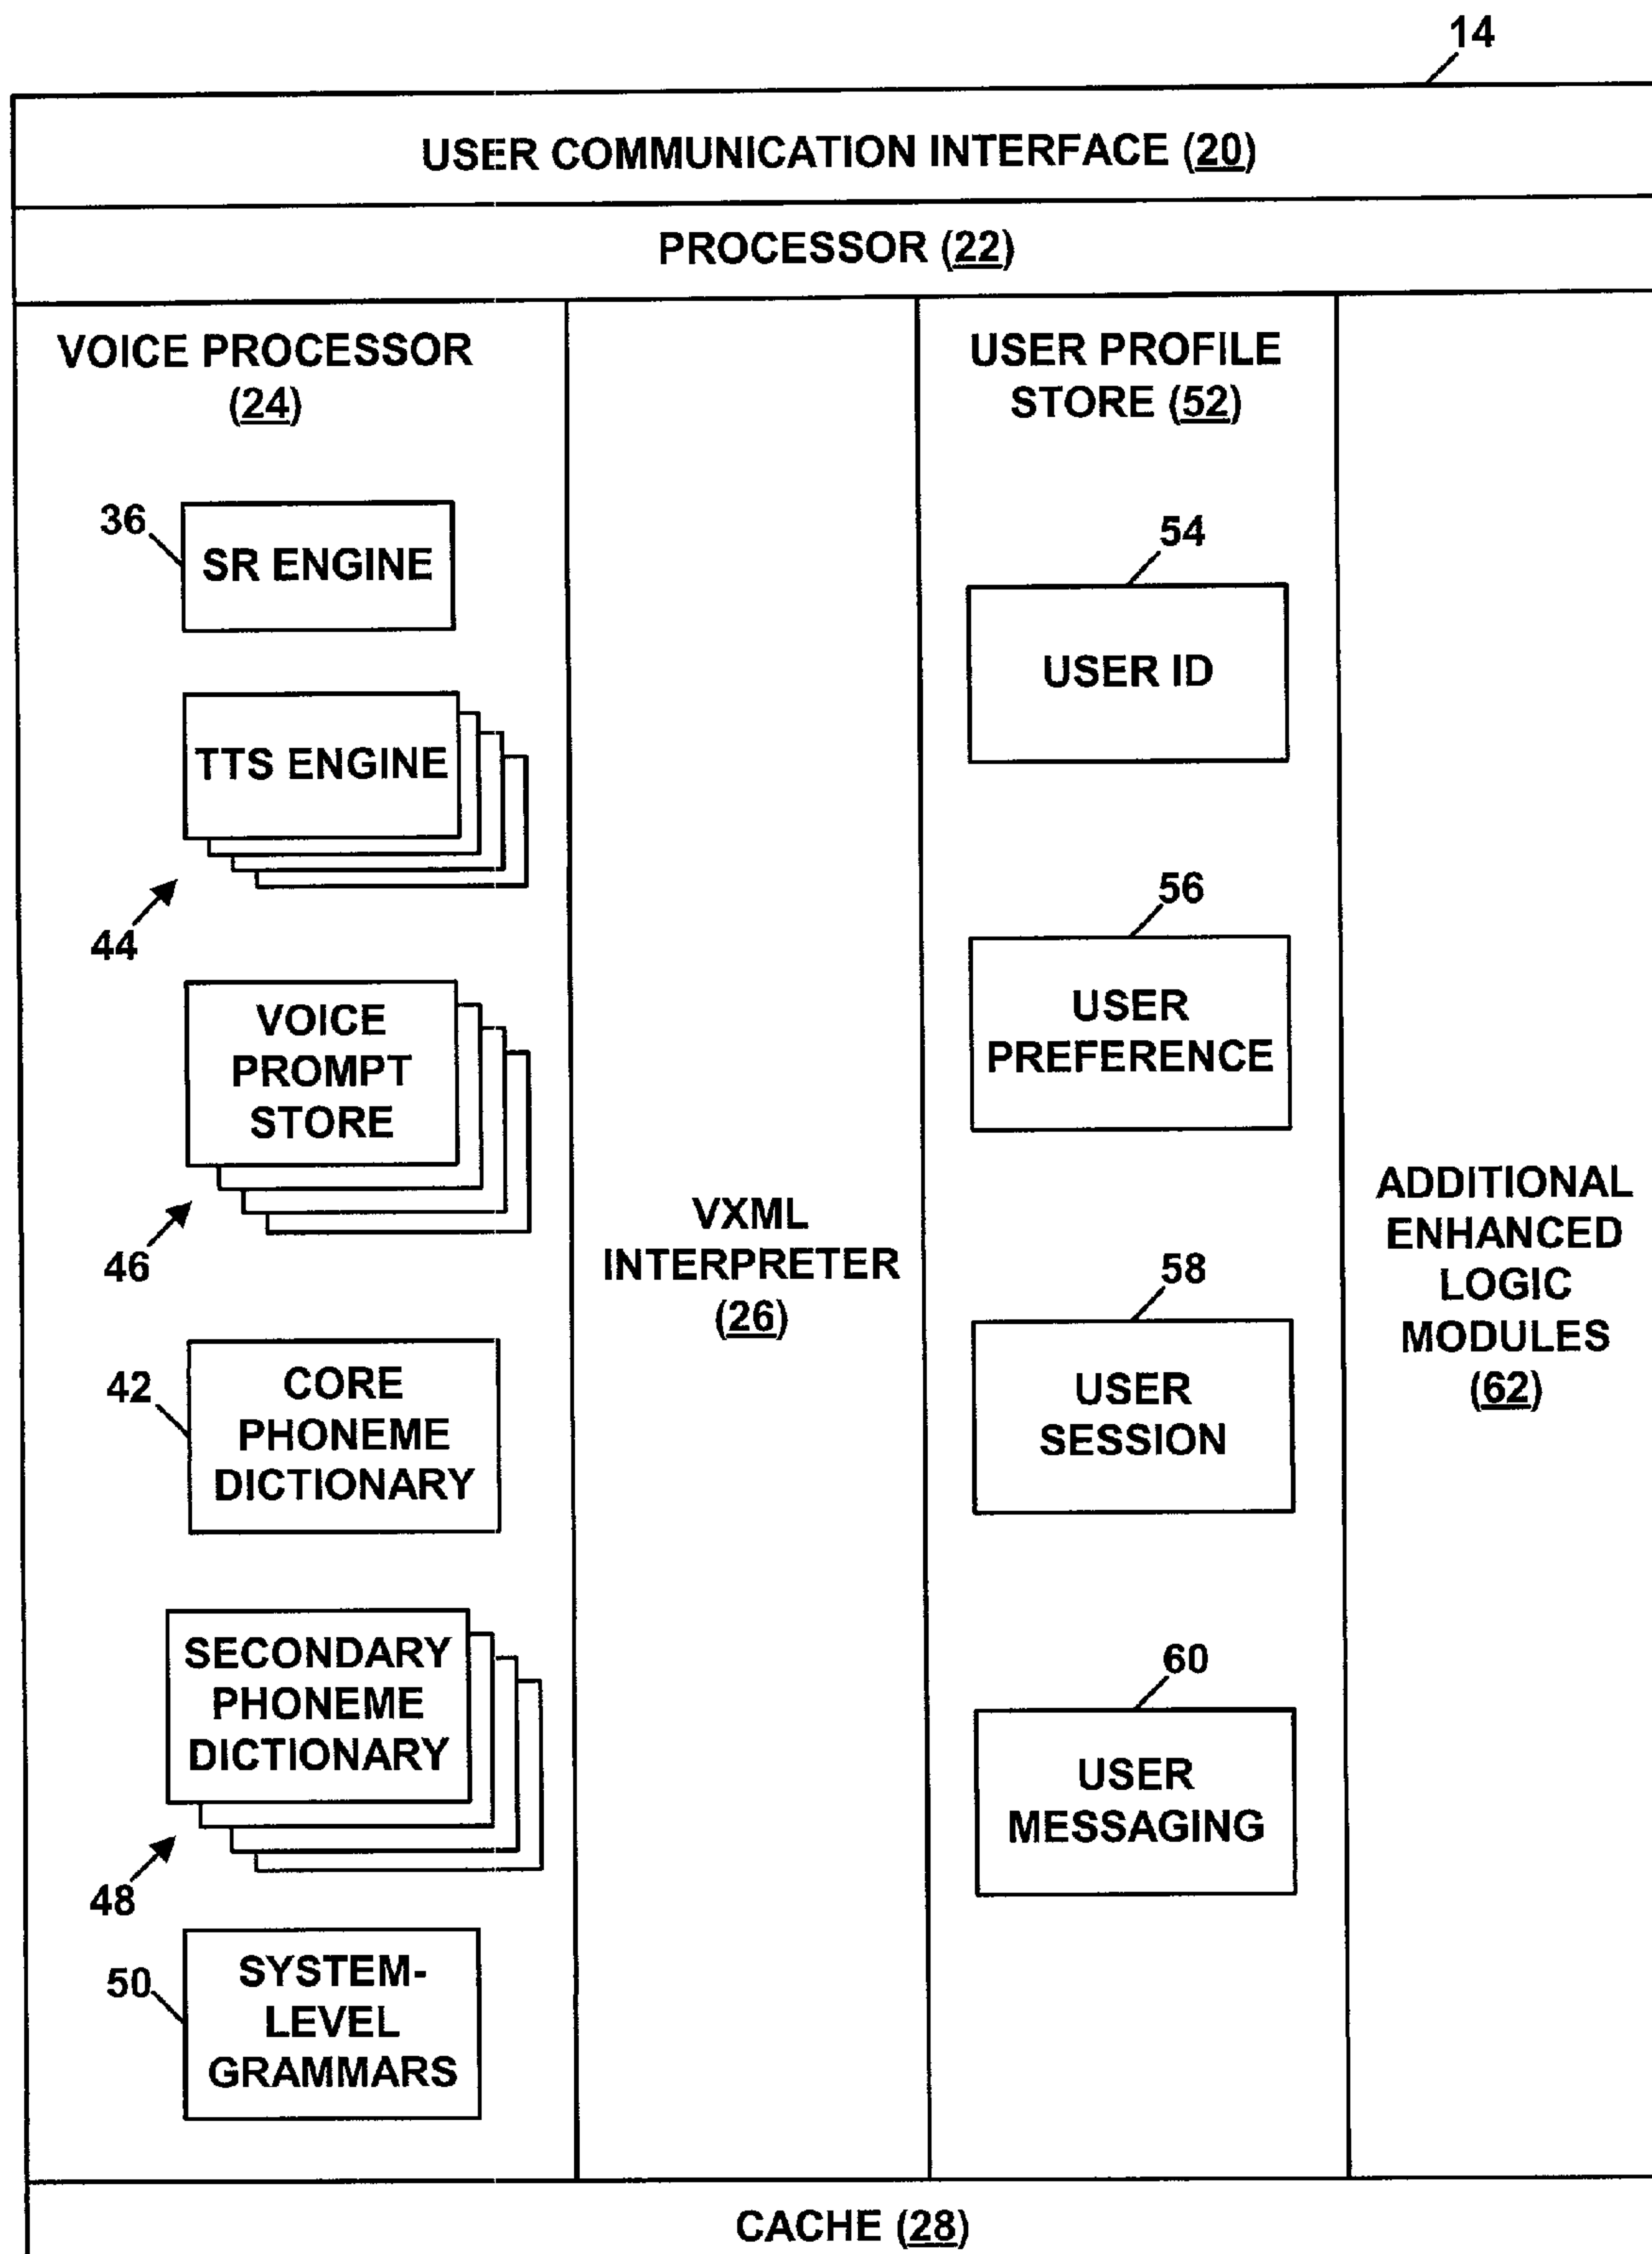 14
USER COMMUNICATION INTERFACE (20)
PROCESSOR (22)
VOICE PROCESSOR
(24)
36
SR ENGINE
TTS ENGINE
44
VOICE
PROMPT
STORE
46
42
CORE
PHONEME
DICTIONARY
SECONDARY
PHONEME
DICTIONARY
48
50
SYSTEM-
LEVEL
GRAMMARS
VXML
INTERPRETER
(26)
USER PROFILE
STORE (52)
54
USER ID
56
USER
PREFERENCE
58
USER
SESSION
60
USER
MESSAGING
ADDITIONAL
ENHANCED
LOGIC
MODULES
(62)
CACHE (28)